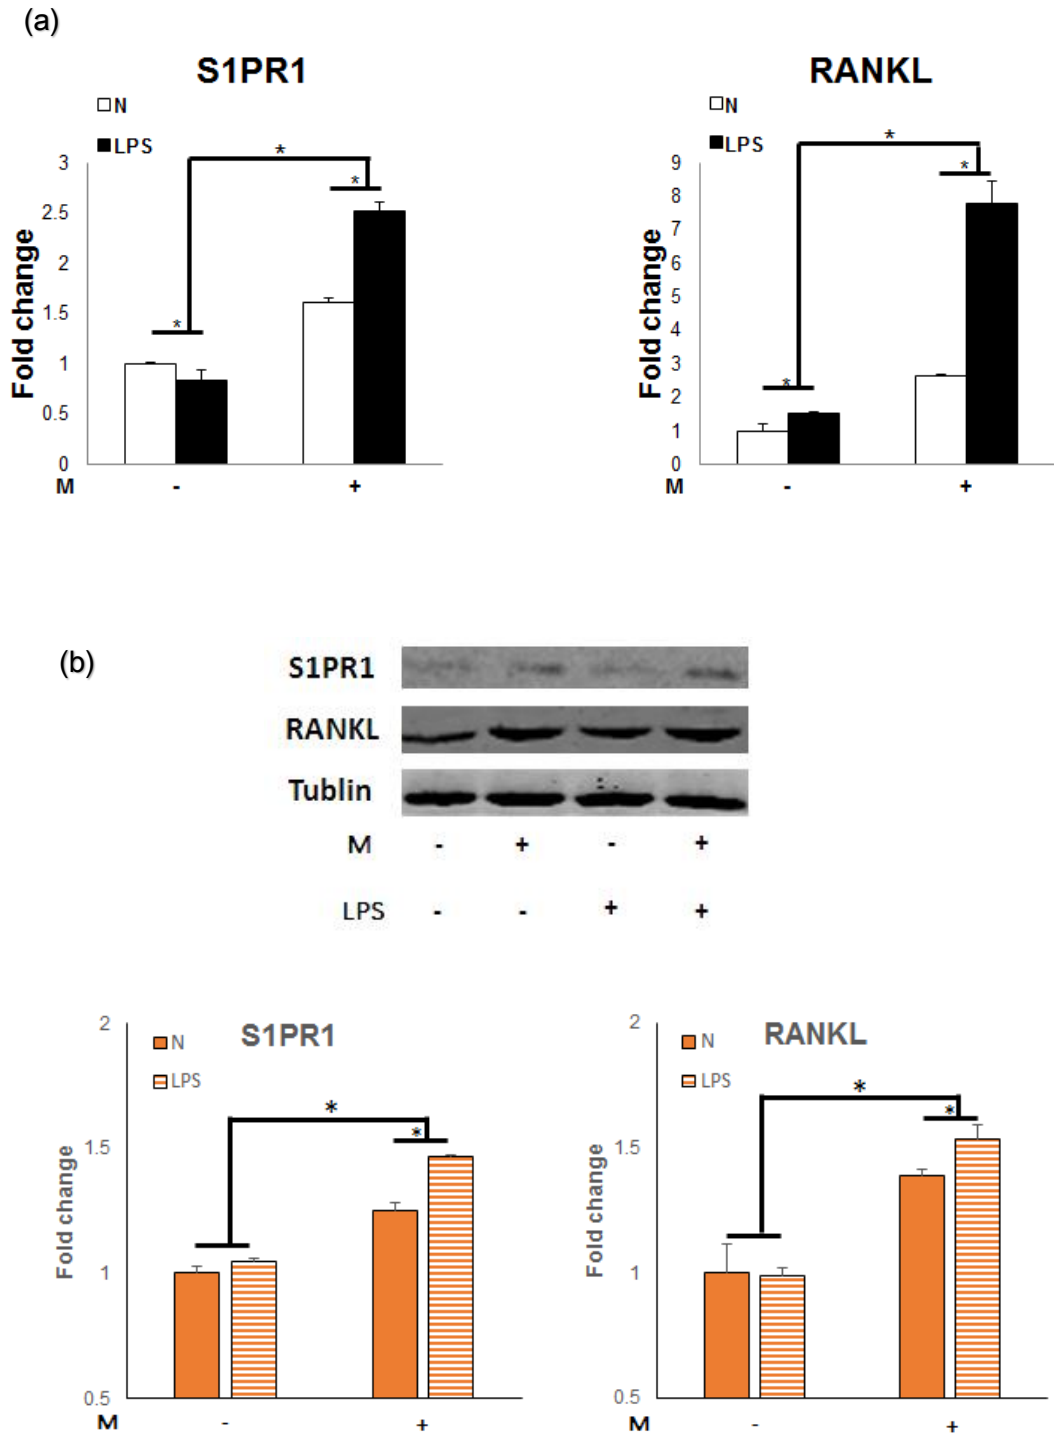 (a)
S1PR1
N
LPS
*
*
*
3
2.5
2
1.5
1
0.5
0
Fold change
M - +
RANKL
N
LPS
*
*
*
9
8
7
6
5
4
3
2
1
0
Fold change
M - +
(b)
S1PR1
RANKL
Tublin
M - + - +
LPS - - + +
S1PR1
N
LPS
*
*
2
1.5
1
0.5
Fold change
M - +
RANKL
N
LPS
*
*
2
1.5
1
0.5
Fold change
M - +